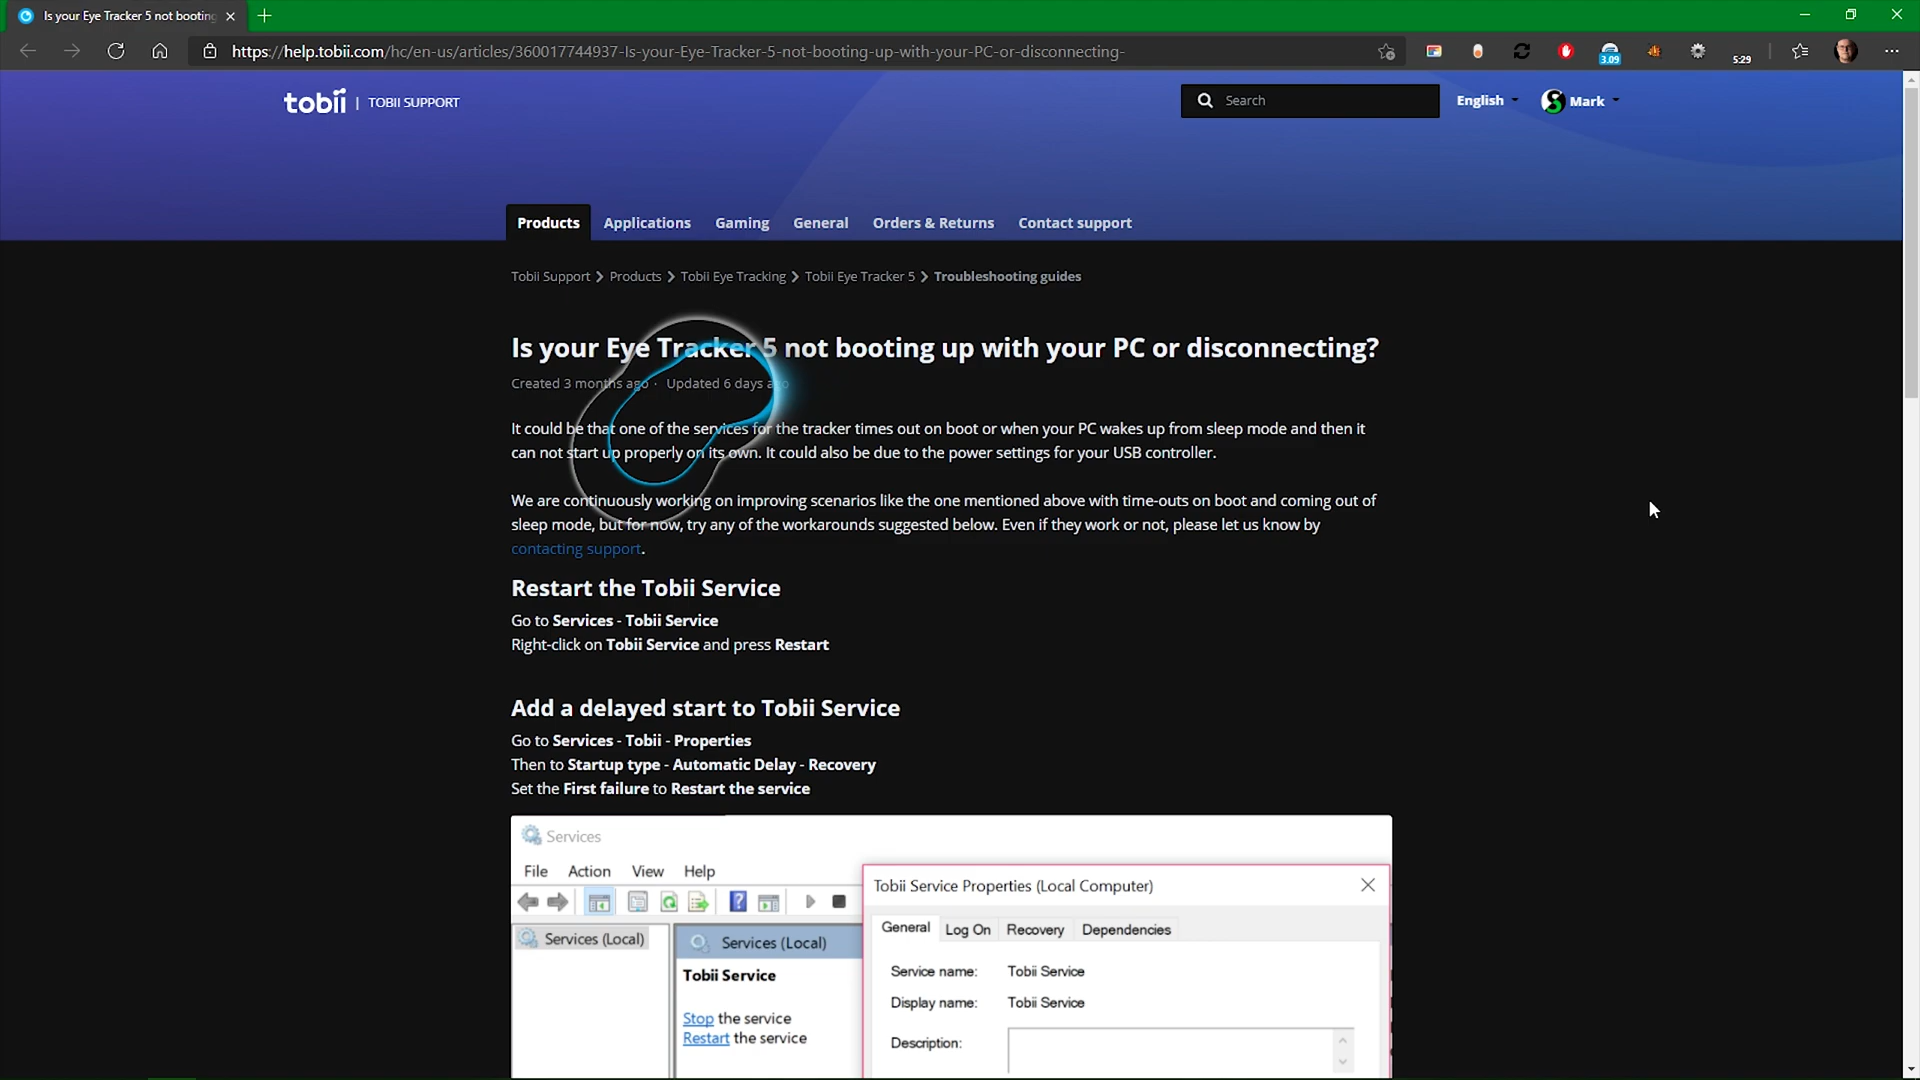 Is your Eye Tracker 5 not booting
https://help.tobii.com/hc/en-us/articles/360017744937-Is-your-Eye-Tracker-5-not-booting-up-with-your-PC-or-disconnecting-
3.09
5:29
tobii | TOBII SUPPORT
Search
English
Mark
Products Applications Gaming General Orders & Returns Contact support
Tobii Support > Products > Tobii Eye Tracking > Tobii Eye Tracker 5 > Troubleshooting guides
Is your Eye Tracker 5 not booting up with your PC or disconnecting?
Created 3 months ago · Updated 6 days ago
It could be that one of the services for the tracker times out on boot or when your PC wakes up from sleep mode and then it
can not start up properly on its own. It could also be due to the power settings for your USB controller.
We are continuously working on improving scenarios like the one mentioned above with time-outs on boot and coming out of
sleep mode, but for now, try any of the workarounds suggested below. Even if they work or not, please let us know by
contacting support.
Restart the Tobii Service
Go to Services - Tobii Service
Right-click on Tobii Service and press Restart
Add a delayed start to Tobii Service
Go to Services - Tobii - Properties
Then to Startup type - Automatic Delay - Recovery
Set the First failure to Restart the service
Services
File Action View Help
Services (Local)
Services (Local)
Tobii Service
Stop the service
Restart the service
Tobii Service Properties (Local Computer)
General Log On Recovery Dependencies
Service name: Tobii Service
Display name: Tobii Service
Description: